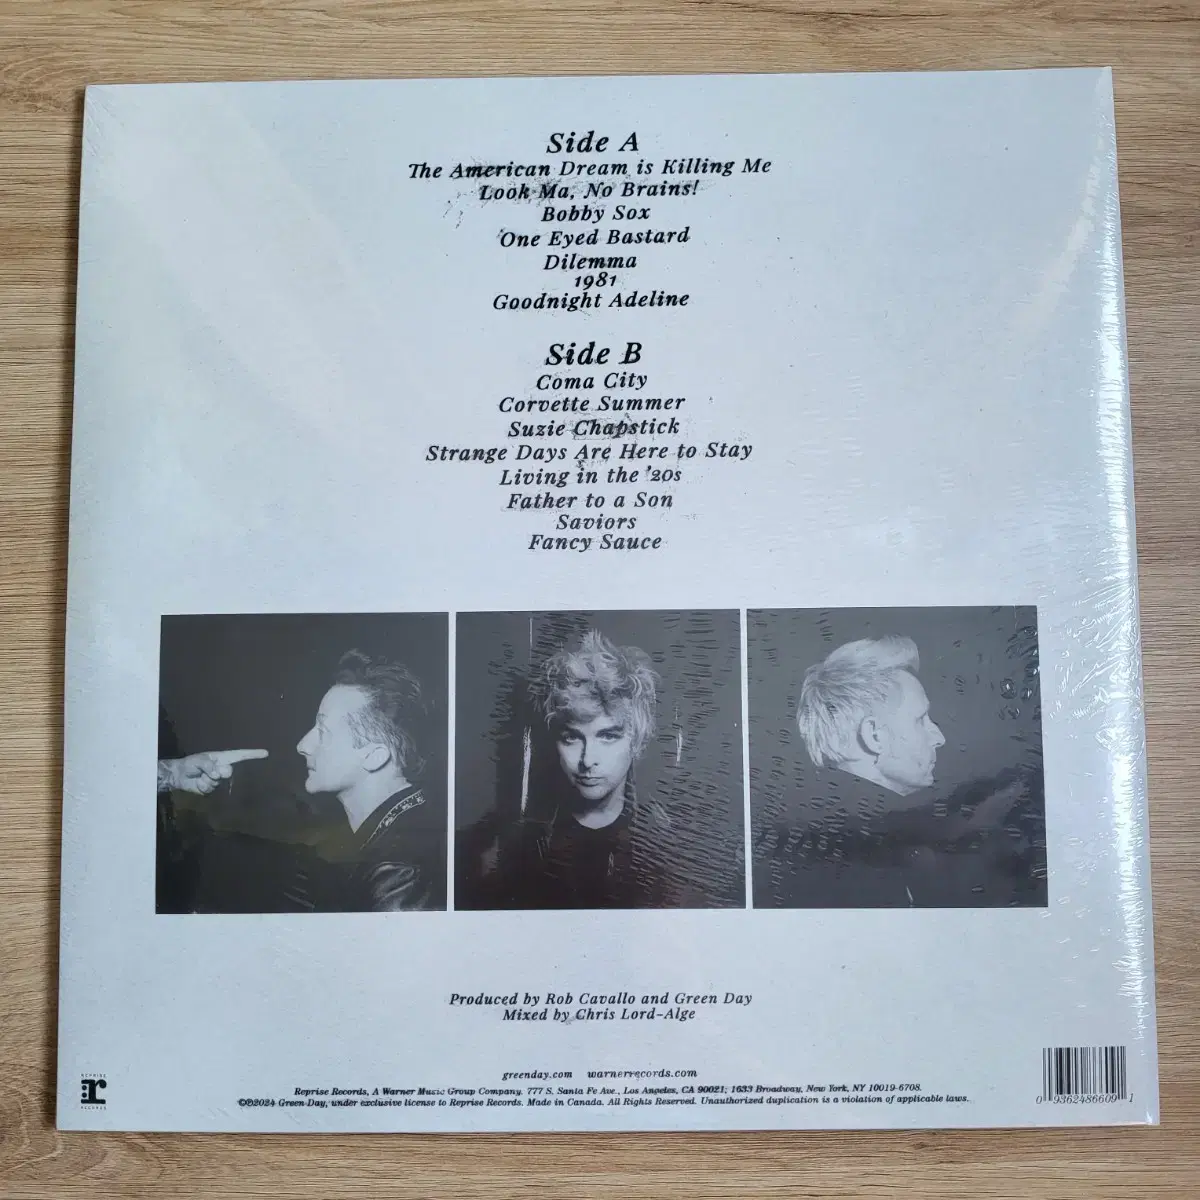 Side A
The American Dream is Killing Me
Look Ma, No Brains!
Bobby Sox
One Eyed Bastard
Dilemma
1981
Goodnight Adeline
Side B
Coma City
Corvette Summer
Suzie Chapstick
Strange Days Are Here to Stay
Living in the '20s
Father to a Son
Saviors
Fancy Sauce
Produced by Rob Cavallo and Green Day
Mixed by Chris Lord-Alge
greenday.com warnerrecords.com
Reprise Records, A Warner Music Group Company. 777 S. Santa Fe Ave., Los Angeles, CA 90021; 1633 Broadway, New York, NY 10019-6708.
©℗2024 Green Day, under exclusive license to Reprise Records. Made in Canada. All Rights Reserved. Unauthorized duplication is a violation of applicable laws.
REPRISE
r
RECORDS
0 93624 86609 1